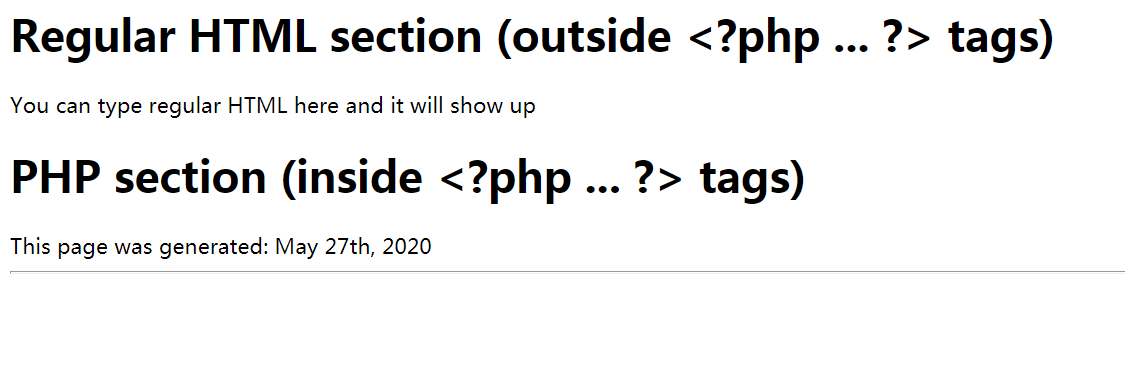 Regular HTML section (outside <?php ... ?> tags)
You can type regular HTML here and it will show up
PHP section (inside <?php ... ?> tags)
This page was generated: May 27th, 2020